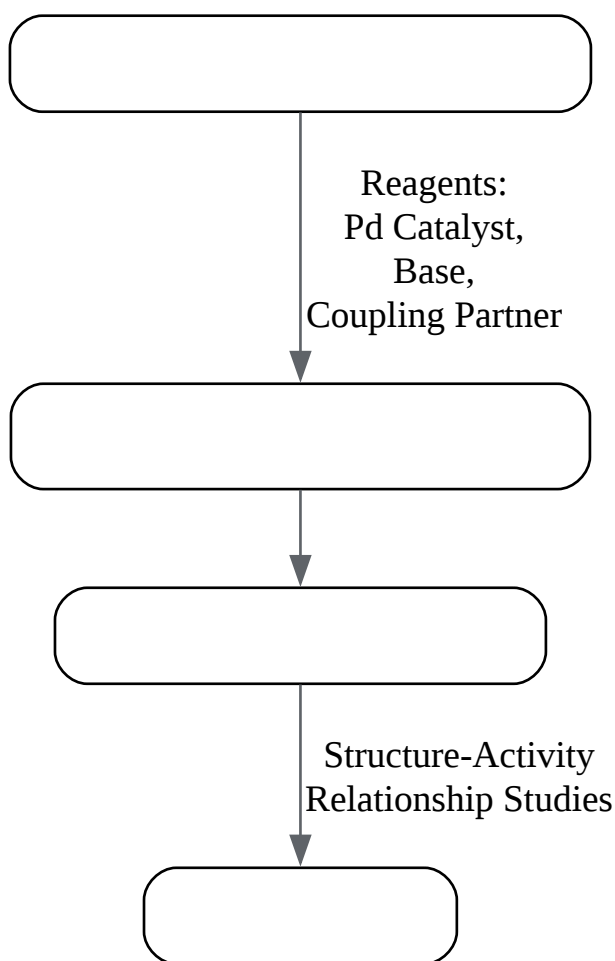 Reagents:
Pd Catalyst,
Base,
Coupling Partner
Structure-Activity
Relationship Studies